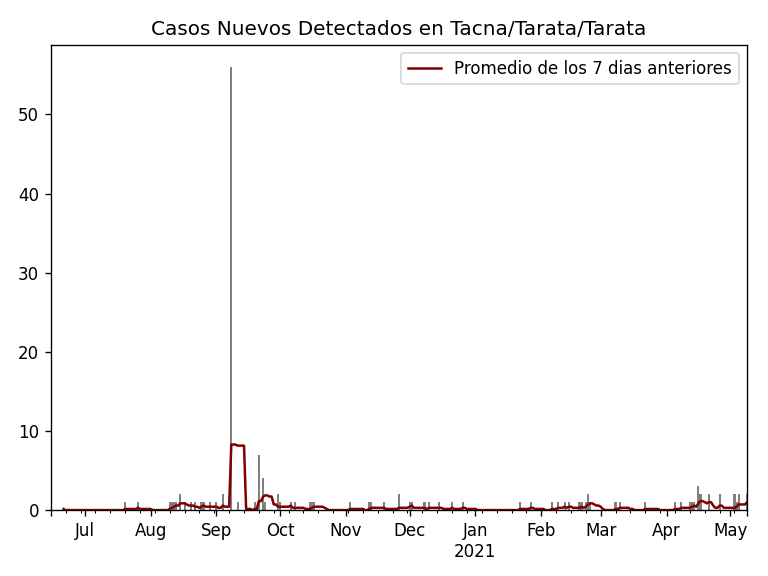 Casos Nuevos Detectados en Tacna/Tarata/Tarata
Promedio de los 7 dias anteriores
50
40
30
20
10
0
Jul Aug Sep Oct Nov Dec Jan Feb Mar Apr May
2021